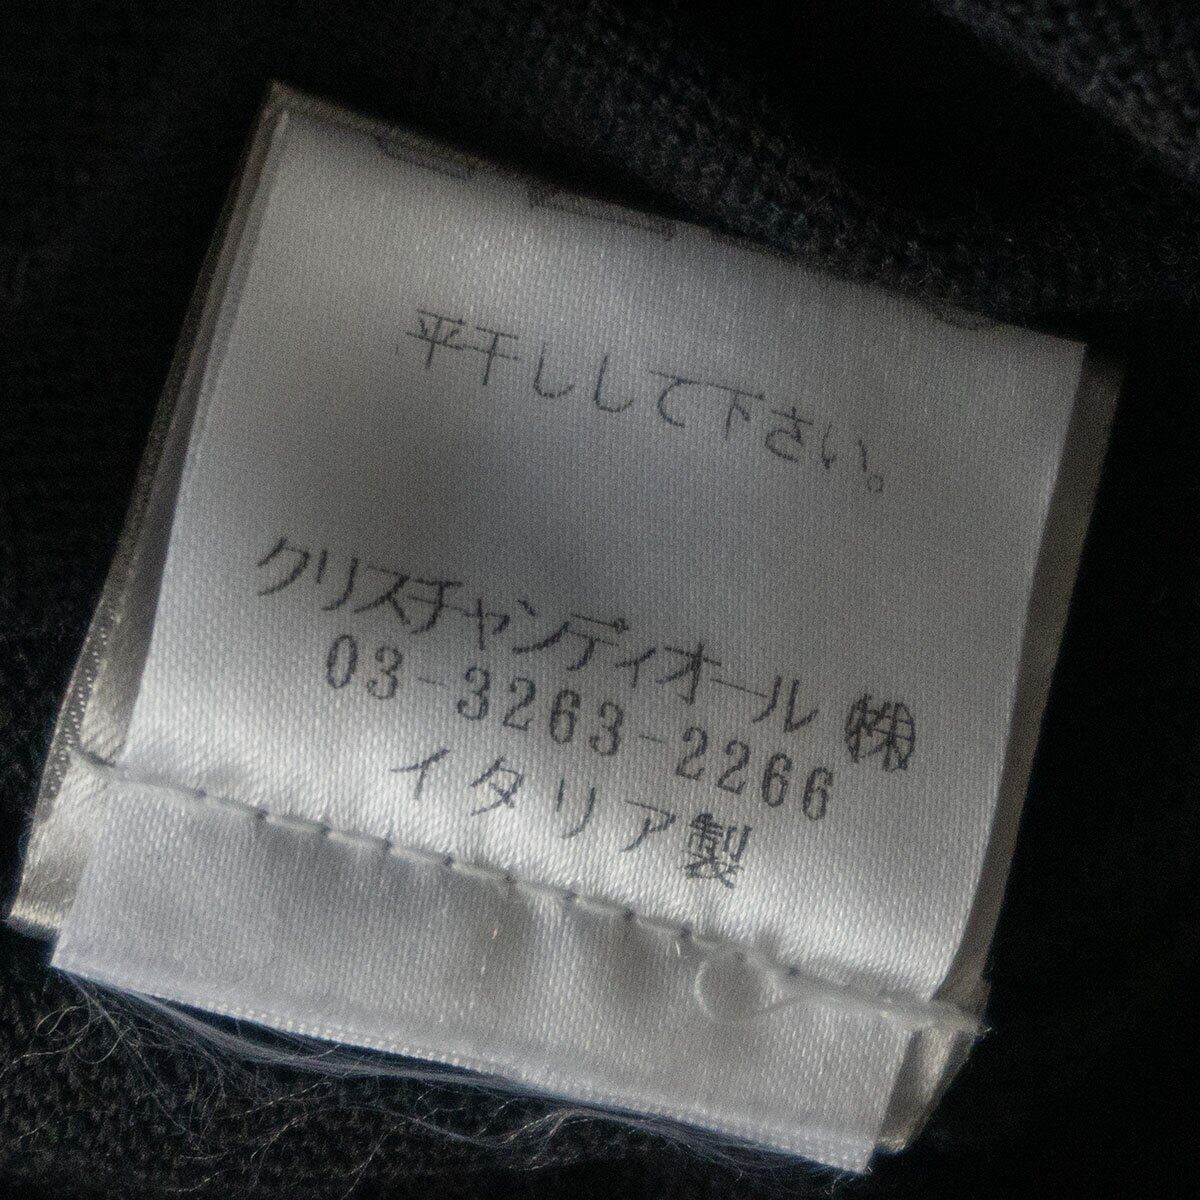 平干しして下さい。
クリスチャンディオール㈱
03-3263-2266
イタリア製